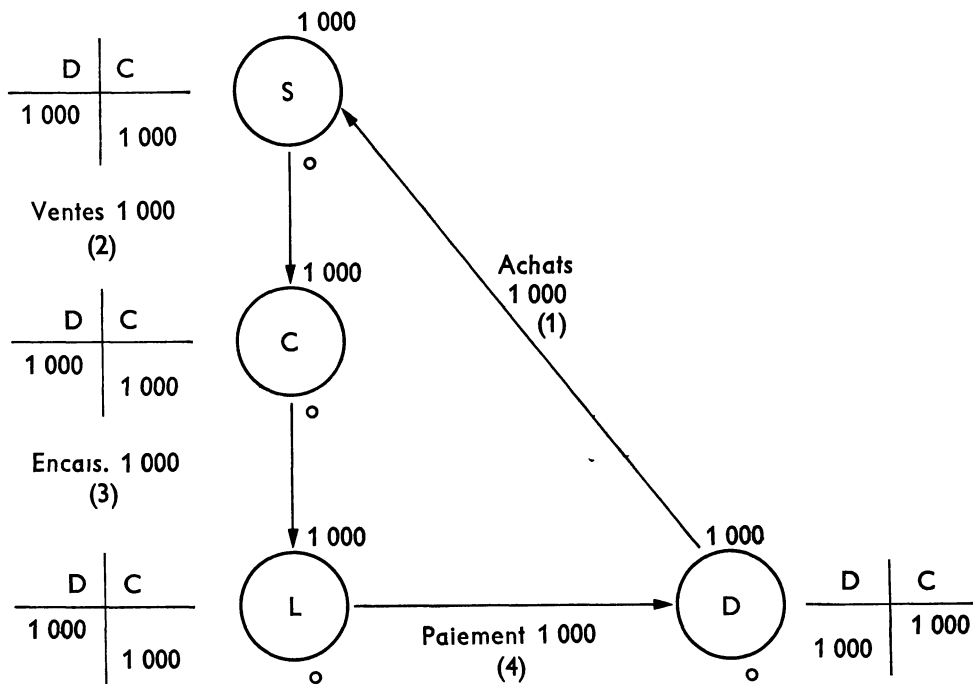 1 000
D C
S
1 000
1 000
o
Ventes 1 000
(2)
Achats
1 000
(1)
1 000
D C
C
1 000
1 000
o
Encais. 1 000
(3)
1 000
1 000
D C
L
D
D C
1 000
1 000
Paiement 1 000
(4)
1 000
1 000
o
o